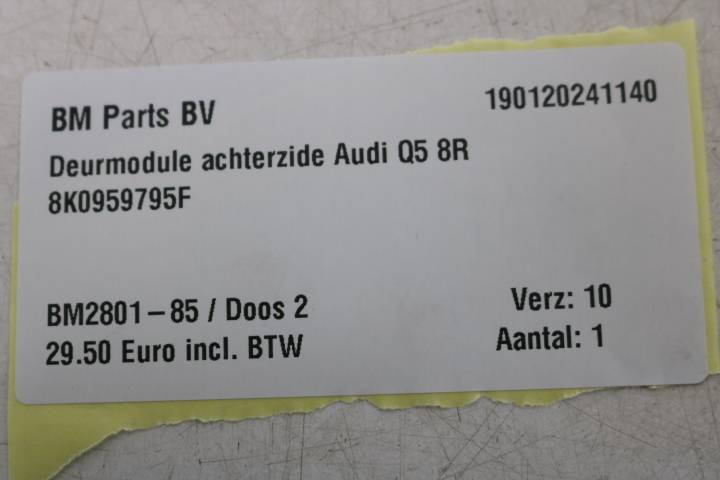 BM Parts BV
190120241140
Deurmodule achterzide Audi Q5 8R
8K0959795F
BM2801-85 / Doos 2
Verz: 10
29.50 Euro incl. BTW
Aantal: 1